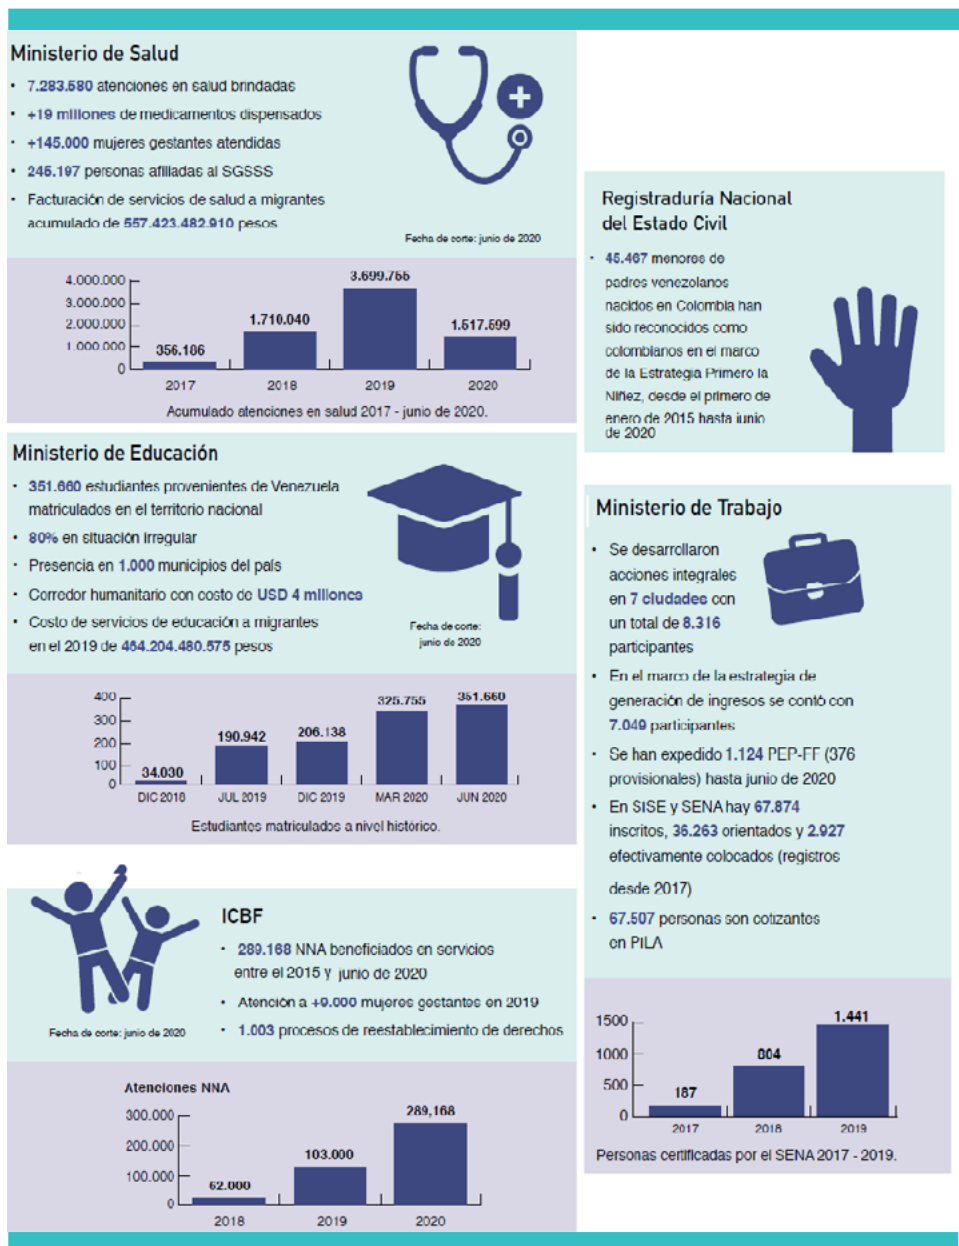 Ministerio de Salud
• 7.283.580 atenciones en salud brindadas
• +19 millones de medicamentos dispensados
• +145.000 mujeres gestantes atendidas
• 245.197 personas afiliadas al SGSSS
• Facturación de servicios de salud a migrantes
acumulado de 557.423.482.910 pesos
Fecha de corte: junio de 2020
4.000.000
3.000.000
2.000.000
1.000.000
0
356.186
1.710.040
3.699.755
1.517.599
2017
2018
2019
2020
Acumulado atenciones en salud 2017 - junio de 2020.
Ministerio de Educación
• 351.660 estudiantes provenientes de Venezuela
matriculados en el territorio nacional
• 80% en situación irregular
• Presencia en 1.000 municipios del país
• Corredor humanitario con costo de USD 4 millones
• Costo de servicios de educación a migrantes
en el 2019 de 464.204.480.575 pesos
Fecha de corte:
junio de 2020
400
300
200
100
0
34.030
190.942
206.138
325.755
351.660
DIC 2018
JUL 2019
DIC 2019
MAR 2020
JUN 2020
Estudiantes matriculados a nivel histórico.
ICBF
• 289.168 NNA beneficiados en servicios
entre el 2015 y junio de 2020
• Atención a +9.000 mujeres gestantes en 2019
• 1.003 procesos de reestablecimiento de derechos
Fecha de corte: junio de 2020
Atenciones NNA
300.000
200.000
100.000
0
62.000
103.000
289,168
2018
2019
2020
Registraduría Nacional
del Estado Civil
• 45.467 menores de
padres venezolanos
nacidos en Colombia han
sido reconocidos como
colombianos en el marco
de la Estrategia Primero la
Niñez, desde el primero de
enero de 2015 hasta junio
de 2020
Ministerio de Trabajo
• Se desarrollaron
acciones integrales
en 7 ciudades con
un total de 8.316
participantes
• En el marco de la estrategia de
generación de ingresos se contó con
7.049 participantes
• Se han expedido 1.124 PEP-FF (376
provisionales) hasta junio de 2020
• En SISE y SENA hay 67.874
inscritos, 36.263 orientados y 2.927
efectivamente colocados (registros
desde 2017)
• 67.507 personas son cotizantes
en PILA
1500
1000
500
0
187
804
1.441
2017
2018
2019
Personas certificadas por el SENA 2017 - 2019.